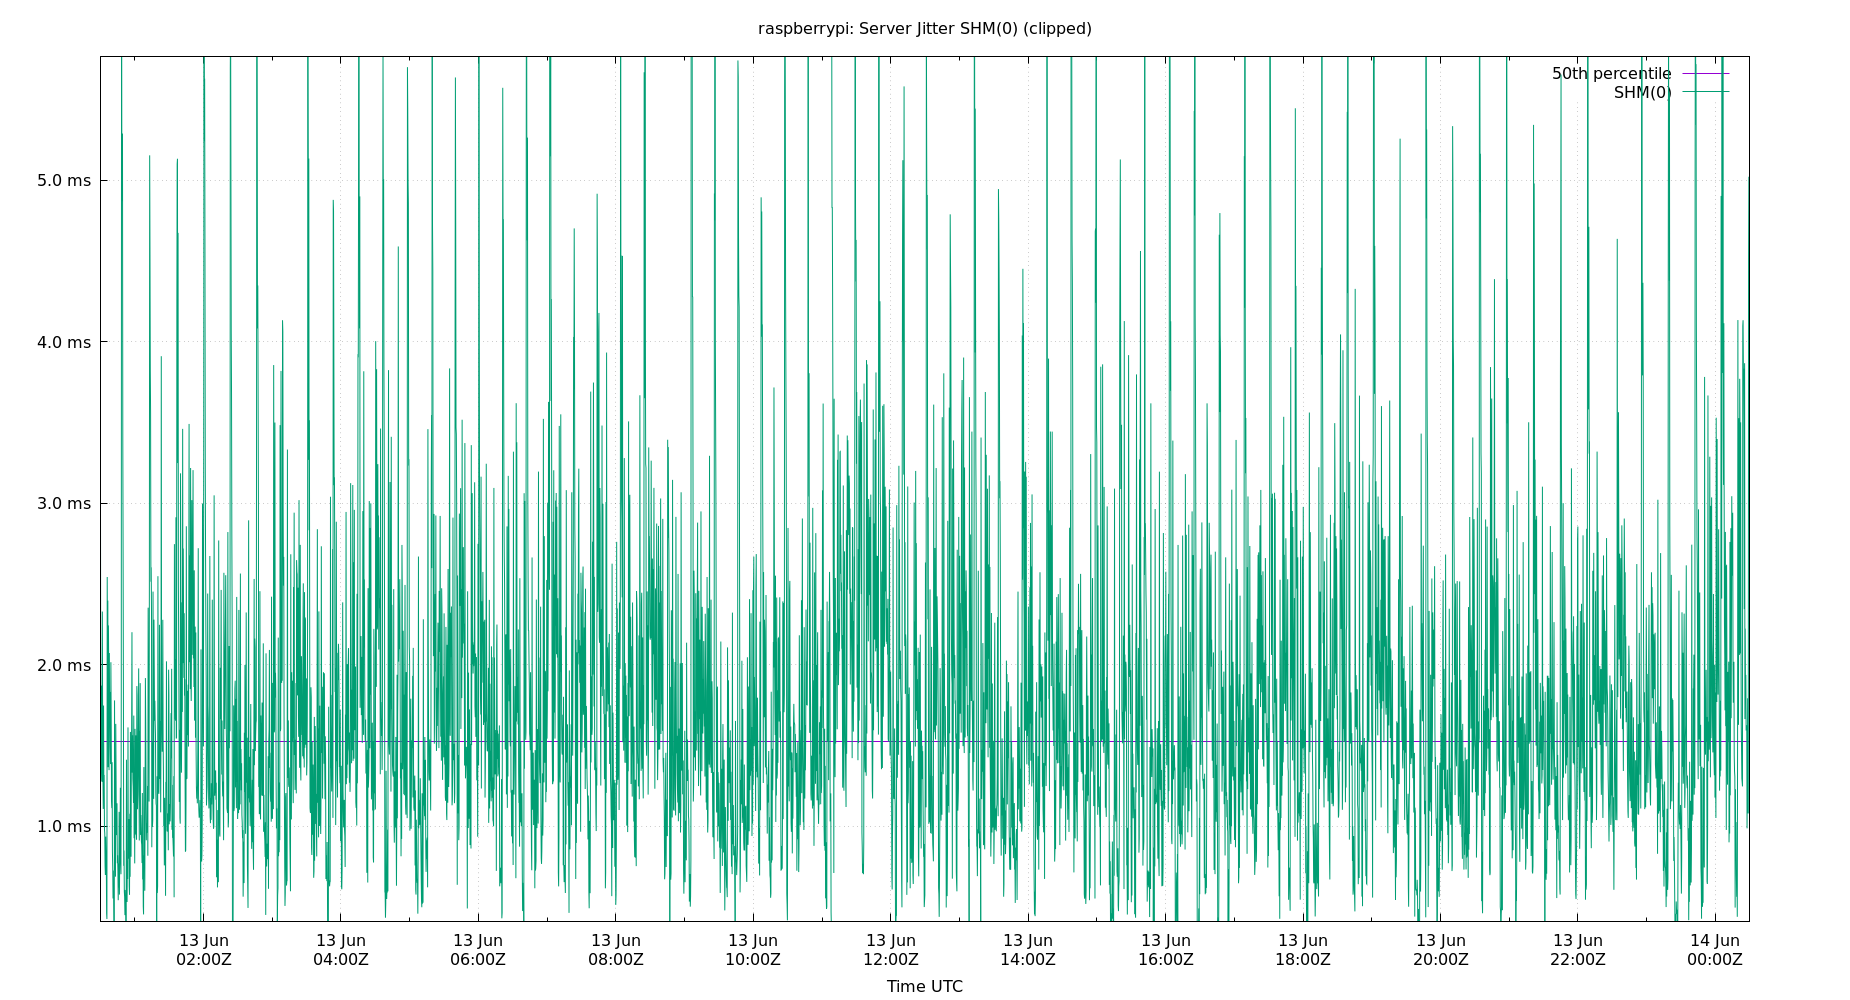 raspberrypi: Server Jitter SHM(0) (clipped)
50th percentile
SHM(0)
5.0 ms
4.0 ms
3.0 ms
2.0 ms
1.0 ms
13 Jun 13 Jun 13 Jun 13 Jun 13 Jun 13 Jun 13 Jun 13 Jun 13 Jun 13 Jun 13 Jun 14 Jun
02:00Z 04:00Z 06:00Z 08:00Z 10:00Z 12:00Z 14:00Z 16:00Z 18:00Z 20:00Z 22:00Z 00:00Z
Time UTC